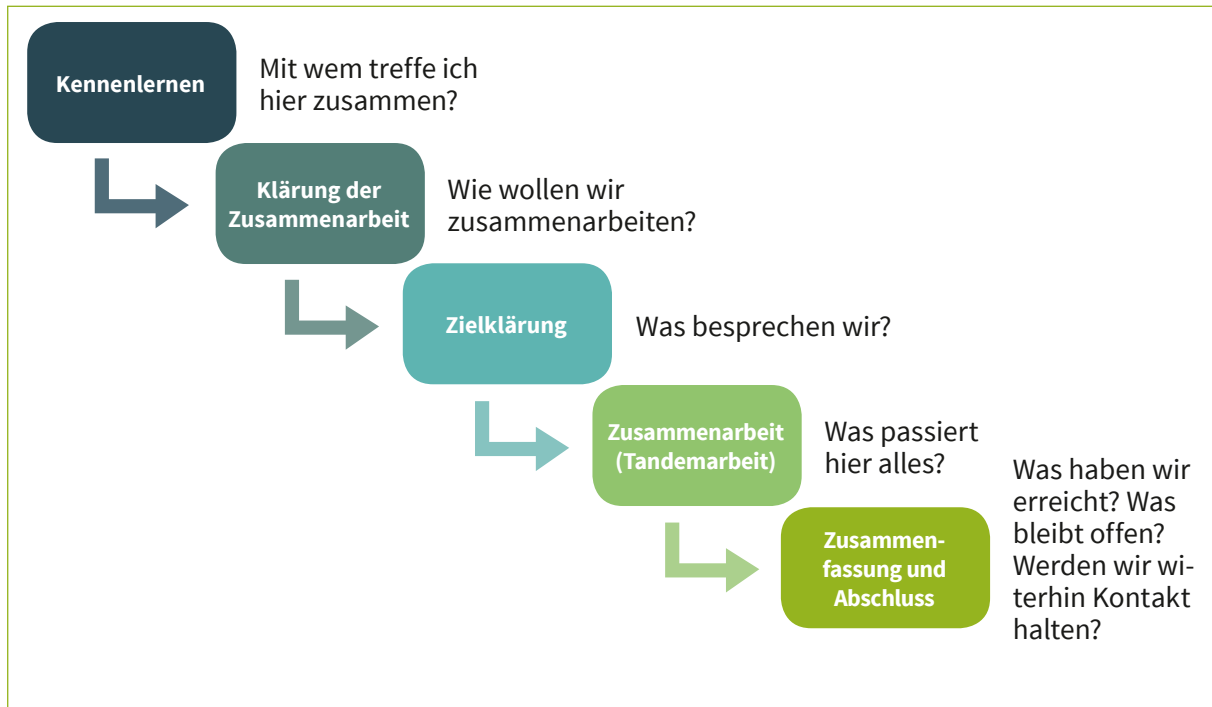 Kennenlernen
Mit wem treffe ich
hier zusammen?
Klärung der
Zusammenarbeit
Wie wollen wir
zusammenarbeiten?
Zielklärung
Was besprechen wir?
Zusammenarbeit
(Tandemarbeit)
Was passiert
hier alles?
Zusammen-
fassung und
Abschluss
Was haben wir
erreicht? Was
bleibt offen?
Werden wir wi-
terhin Kontakt
halten?